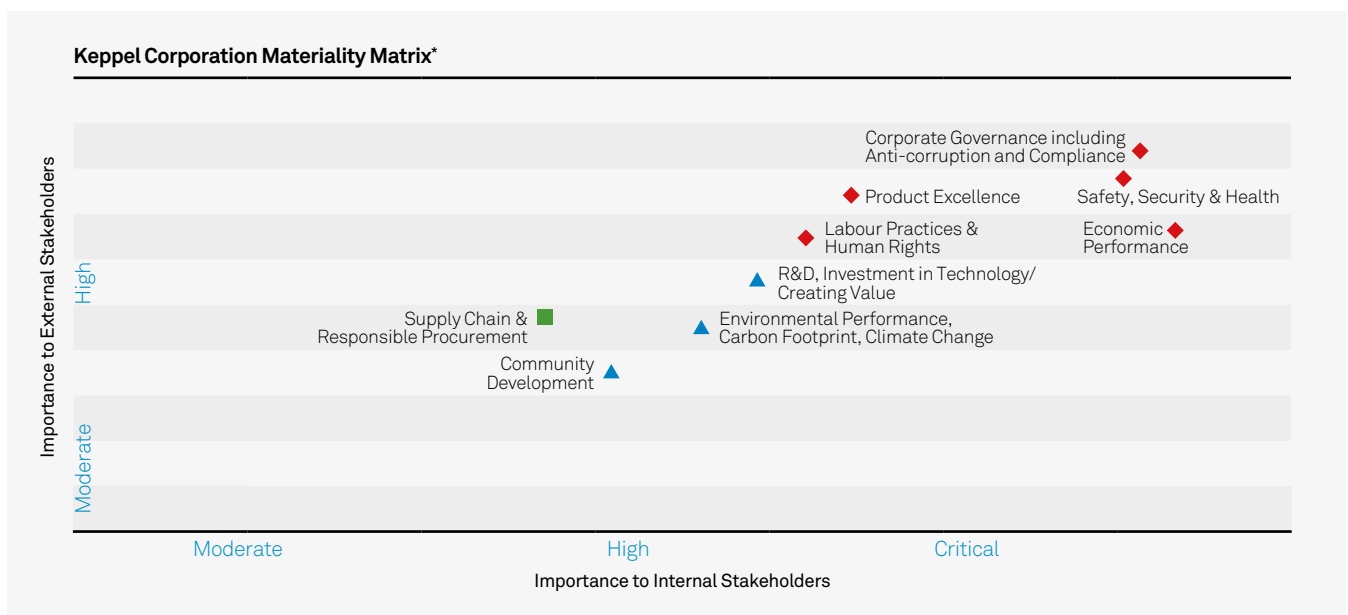 Keppel Corporation Materiality Matrix*
Importance to External Stakeholders
High
Moderate
Corporate Governance including
Anti-corruption and Compliance
Product Excellence
Safety, Security & Health
Labour Practices &
Human Rights
Economic
Performance
R&D, Investment in Technology/
Creating Value
Supply Chain &
Responsible Procurement
Environmental Performance,
Carbon Footprint, Climate Change
Community
Development
Moderate
High
Critical
Importance to Internal Stakeholders